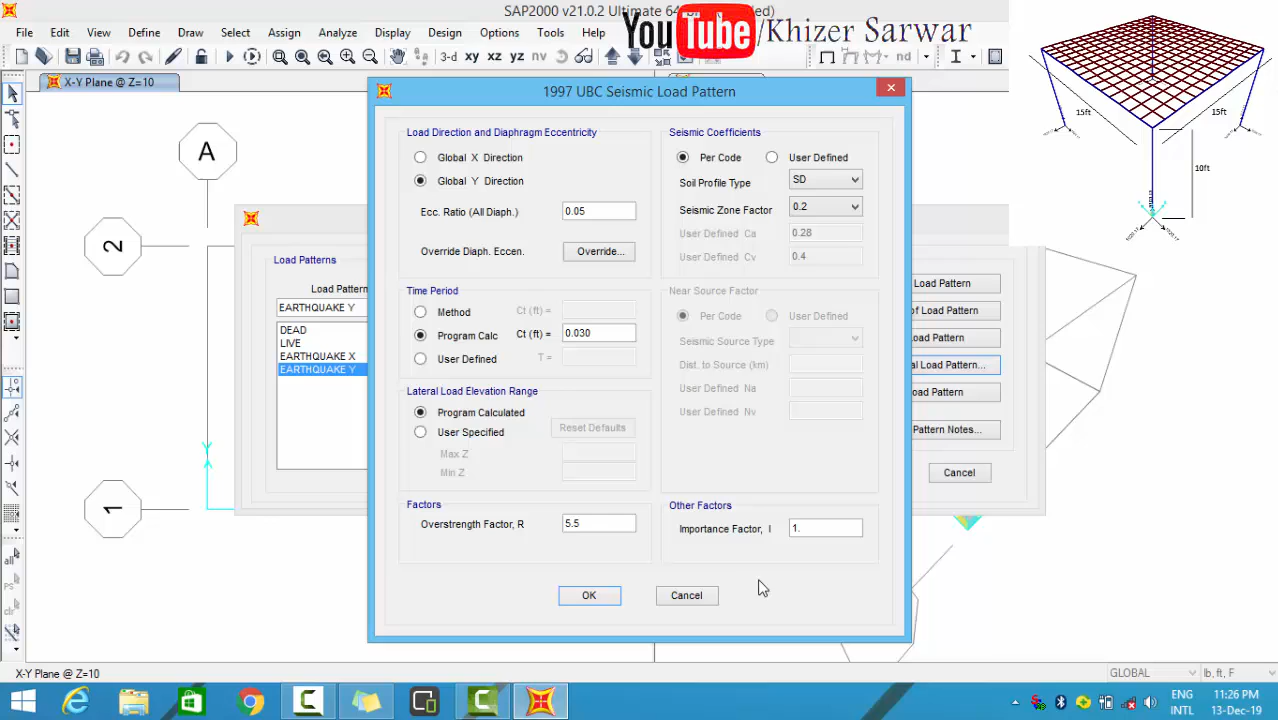 SAP2000 v21.0.2 Ultimate 64
YouTube/Khizer Sarwar
File Edit View Define Draw Select Assign Analyze Display Design Options Tools Help
3-d xy xz yz nv
nd
X-Y Plane @ Z=10
1997 UBC Seismic Load Pattern
Load Direction and Diaphragm Eccentricity
Global X Direction
Global Y Direction
Ecc. Ratio (All Diaph.) 0.05
Override Diaph. Eccen. Override...
Time Period
Method Ct (ft) =
Program Calc Ct (ft) = 0.030
User Defined T =
Lateral Load Elevation Range
Program Calculated
User Specified Reset Defaults
Max Z
Min Z
Factors
Overstrength Factor, R 5.5
Seismic Coefficients
Per Code User Defined
Soil Profile Type SD
Seismic Zone Factor 0.2
User Defined Ca 0.28
User Defined Cv 0.4
Near Source Factor
Per Code User Defined
Seismic Source Type
Dist. to Source (km)
User Defined Na
User Defined Nv
Other Factors
Importance Factor, I 1.
OK Cancel
Load Patterns
Load Pattern
EARTHQUAKE Y
DEAD
LIVE
EARTHQUAKE X
EARTHQUAKE Y
Load Pattern
of Load Pattern
oad Pattern
al Load Pattern...
oad Pattern
Pattern Notes...
Cancel
A
2
1
15ft 15ft
10ft
all
PS
clr
X-Y Plane @ Z=10
GLOBAL lb, ft, F
ENG
INTL
11:26 PM
13-Dec-19